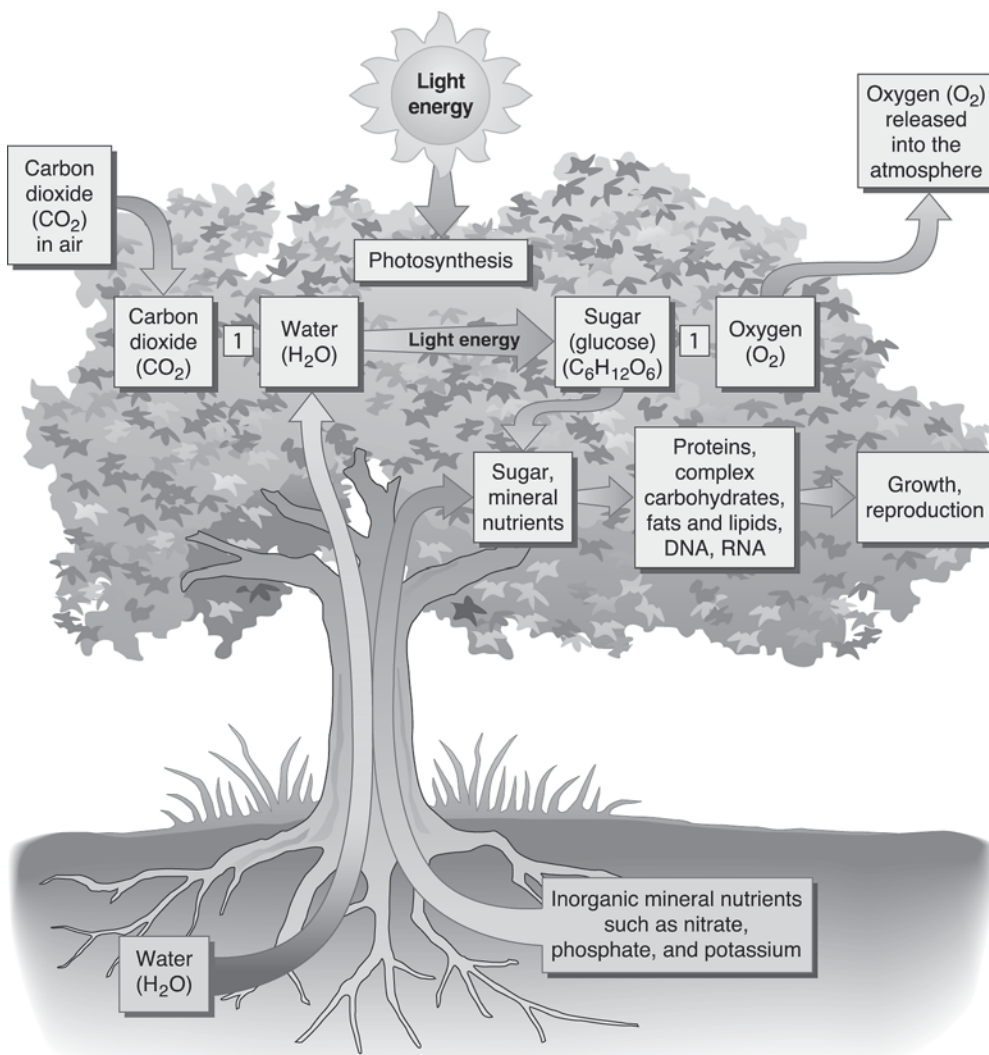 Light
energy
Oxygen (O₂)
released
into the
atmosphere
Carbon
dioxide
(CO₂)
in air
Photosynthesis
Carbon
dioxide
(CO₂)
1
Water
(H₂O)
Light energy
Sugar
(glucose)
(C₆H₁₂O₆)
1
Oxygen
(O₂)
Sugar,
mineral
nutrients
Proteins,
complex
carbohydrates,
fats and lipids,
DNA, RNA
Growth,
reproduction
Inorganic mineral nutrients
such as nitrate,
phosphate, and potassium
Water
(H₂O)